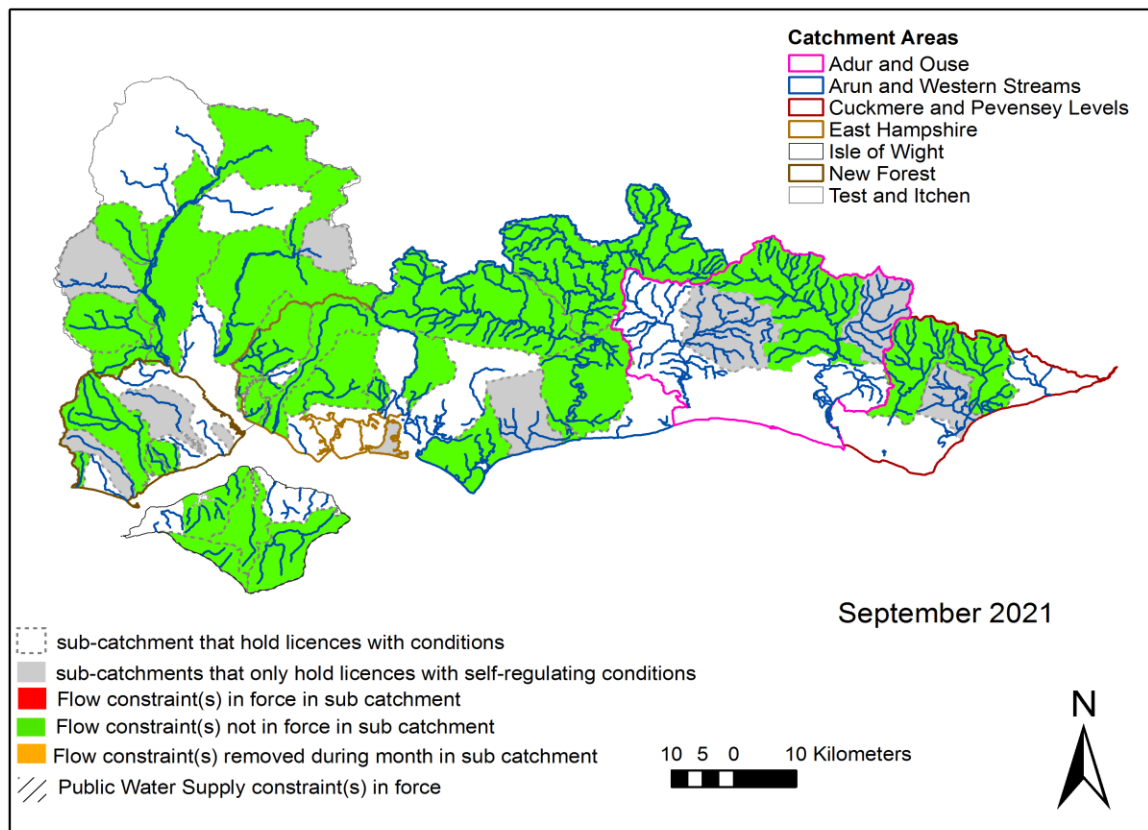 Catchment Areas
Adur and Ouse
Arun and Western Streams
Cuckmere and Pevensey Levels
East Hampshire
Isle of Wight
New Forest
Test and Itchen
September 2021
sub-catchment that hold licences with conditions
sub-catchments that only hold licences with self-regulating conditions
Flow constraint(s) in force in sub catchment
Flow constraint(s) not in force in sub catchment
Flow constraint(s) removed during month in sub catchment
Public Water Supply constraint(s) in force
10 5 0 10 Kilometers
N